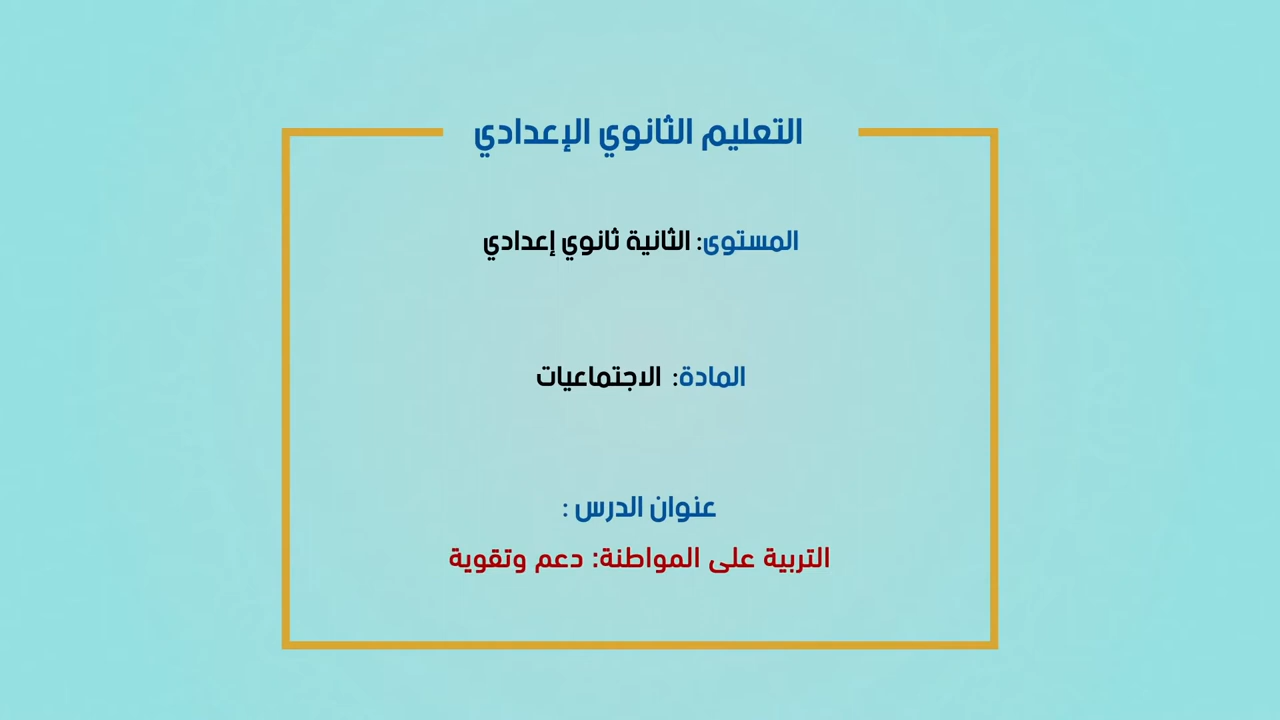 التعليم الثانوي الإعدادي
المستوى: الثانية ثانوي إعدادي
المادة: الاجتماعيات
عنوان الدرس :
التربية على المواطنة: دعم وتقوية